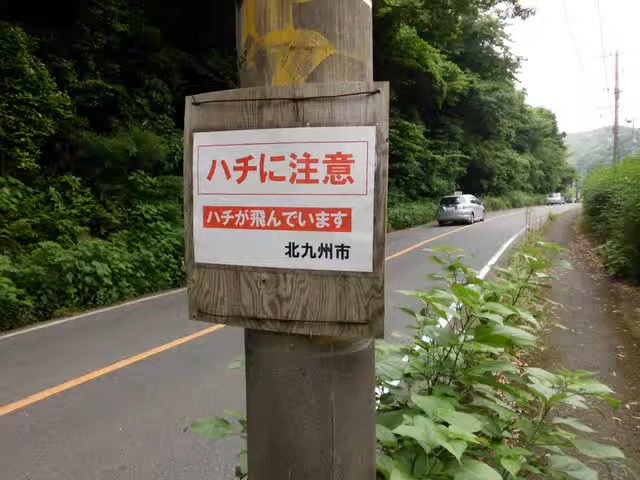 ハチに注意
ハチが飛んでいます
北九州市